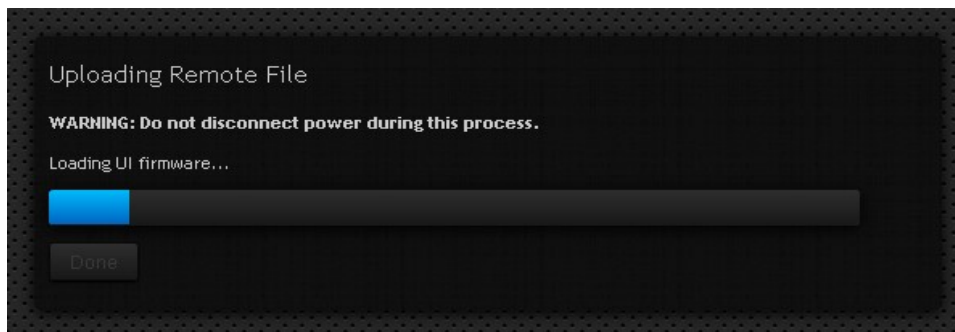 Uploading Remote File
WARNING: Do not disconnect power during this process.
Loading UI firmware...
Done